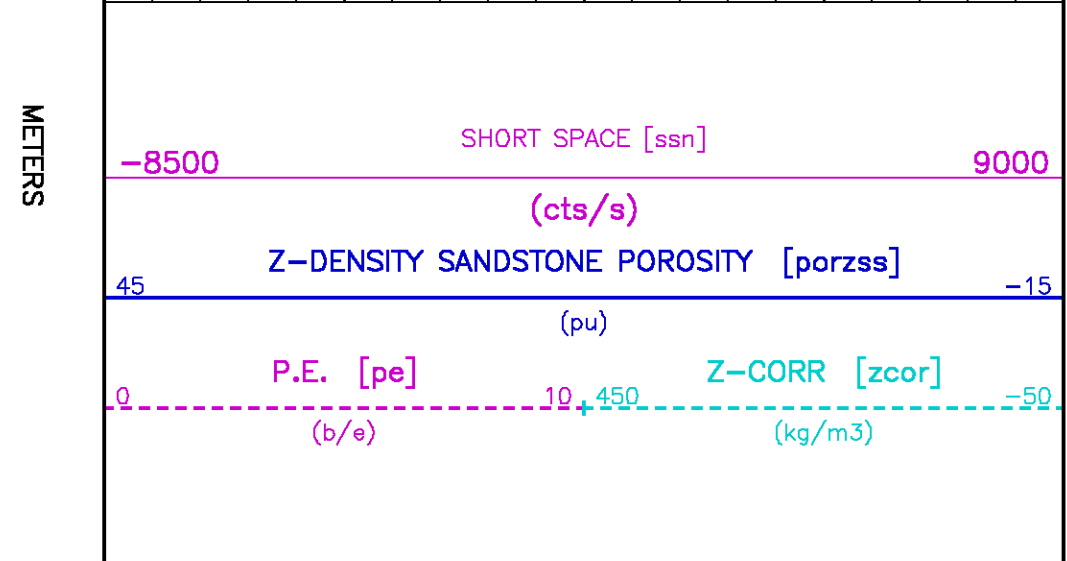 METERS
SHORT SPACE [ssn]
-8500 9000
(cts/s)
Z-DENSITY SANDSTONE POROSITY [porzss]
45 -15
(pu)
P.E. [pe] Z-CORR [zcor]
0 10 450 -50
(b/e) (kg/m3)